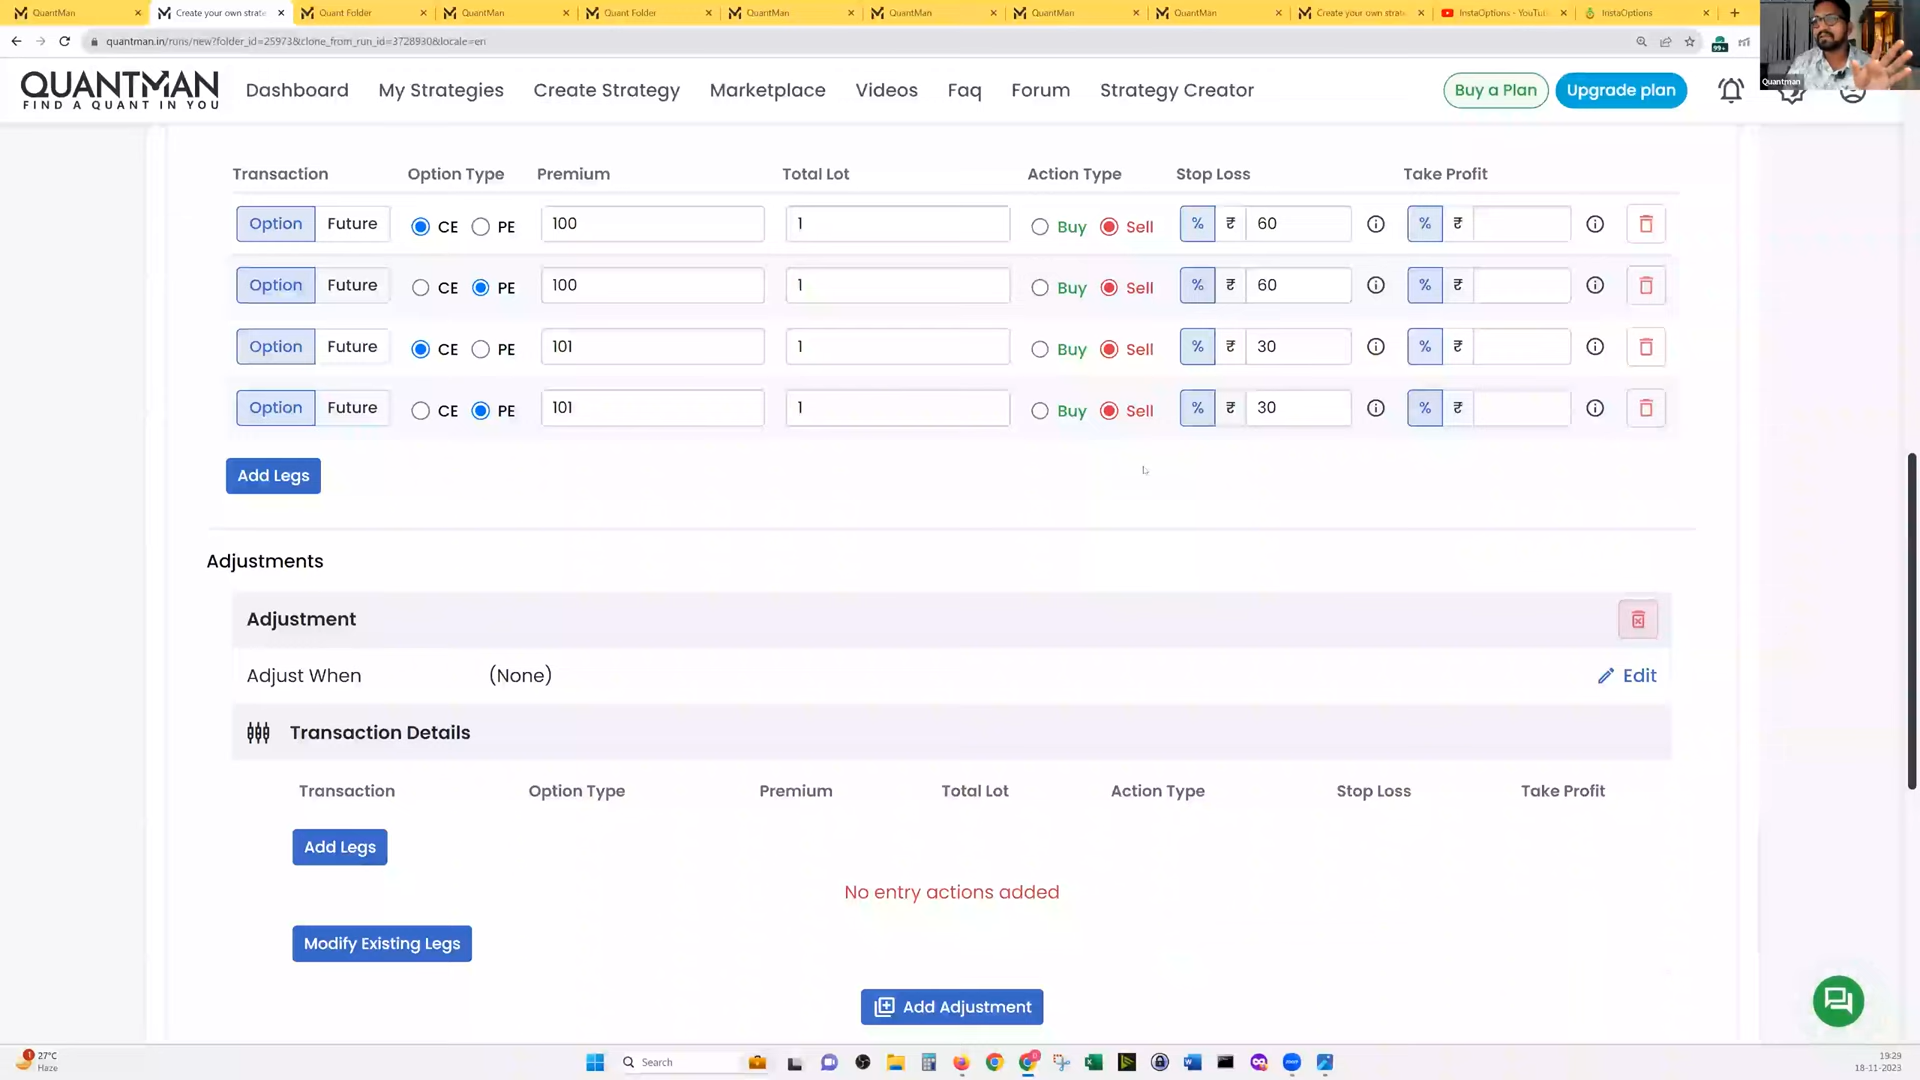 QuantMan
Create your own strate
Quant Folder
QuantMan
Quant Folder
QuantMan
QuantMan
QuantMan
QuantMan
Create your own strat
InstaOptions - YouTub
InstaOptions
quantman.in/runs/new?folder_id=25973&clone_from_run_id=3728930&locale=en
99+
Quantman
QUANTMAN
FIND A QUANT IN YOU
Dashboard
My Strategies
Create Strategy
Marketplace
Videos
Faq
Forum
Strategy Creator
Buy a Plan
Upgrade plan
Transaction Option Type Premium Total Lot Action Type Stop Loss Take Profit
Option Future CE PE 100 1 Buy Sell % ₹ 60 % ₹
Option Future CE PE 100 1 Buy Sell % ₹ 60 % ₹
Option Future CE PE 101 1 Buy Sell % ₹ 30 % ₹
Option Future CE PE 101 1 Buy Sell % ₹ 30 % ₹
Add Legs
Adjustments
Adjustment
Adjust When (None) Edit
Transaction Details
Transaction Option Type Premium Total Lot Action Type Stop Loss Take Profit
Add Legs
No entry actions added
Modify Existing Legs
Add Adjustment
27°C
Haze
Search
19:29
18-11-2023